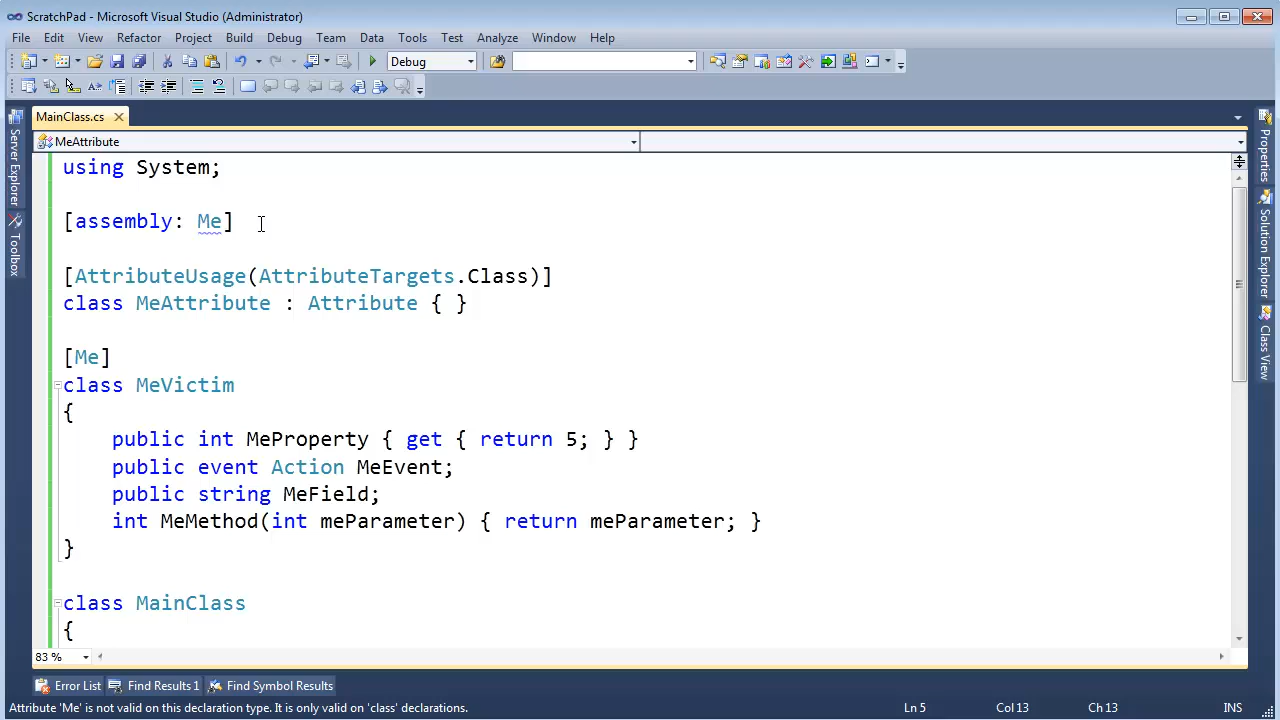 ScratchPad - Microsoft Visual Studio (Administrator)
File Edit View Refactor Project Build Debug Team Data Tools Test Analyze Window Help
Debug
MainClass.cs
MeAttribute
using System;
[assembly: Me]
[AttributeUsage(AttributeTargets.Class)]
class MeAttribute : Attribute { }
[Me]
class MeVictim
{
public int MeProperty { get { return 5; } }
public event Action MeEvent;
public string MeField;
int MeMethod(int meParameter) { return meParameter; }
}
class MainClass
{
83 %
Server Explorer
Toolbox
Properties
Solution Explorer
Class View
Error List Find Results 1 Find Symbol Results
Attribute 'Me' is not valid on this declaration type. It is only valid on 'class' declarations. Ln 5 Col 13 Ch 13 INS